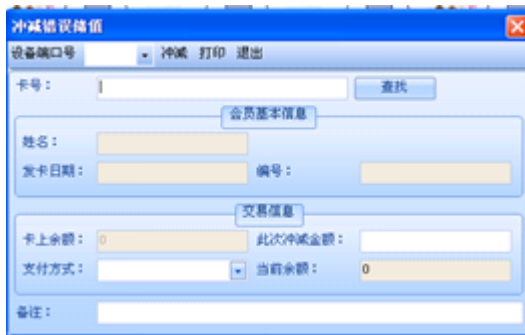 冲减错误储值
设备端口号 冲减 打印 退出
卡号： 查找
会员基本信息
姓名：
发卡日期： 编号：
交易信息
卡上余额： 0 此次冲减金额：
支付方式： 当前余额： 0
备注：